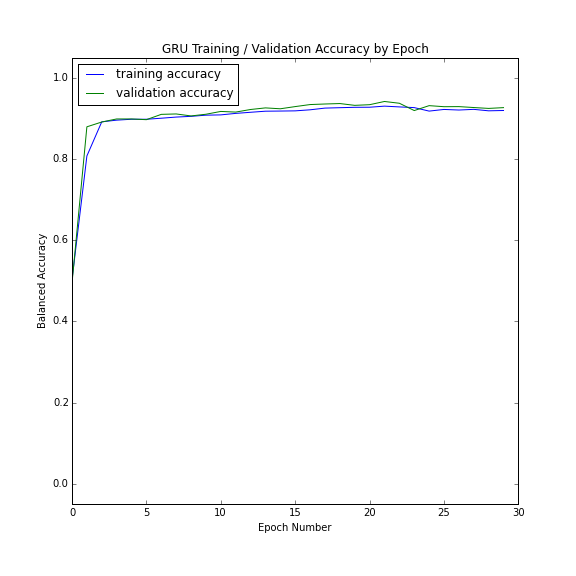 GRU Training / Validation Accuracy by Epoch
training accuracy
validation accuracy
1.0
0.8
0.6
0.4
0.2
0.0
Balanced Accuracy
0 5 10 15 20 25 30
Epoch Number